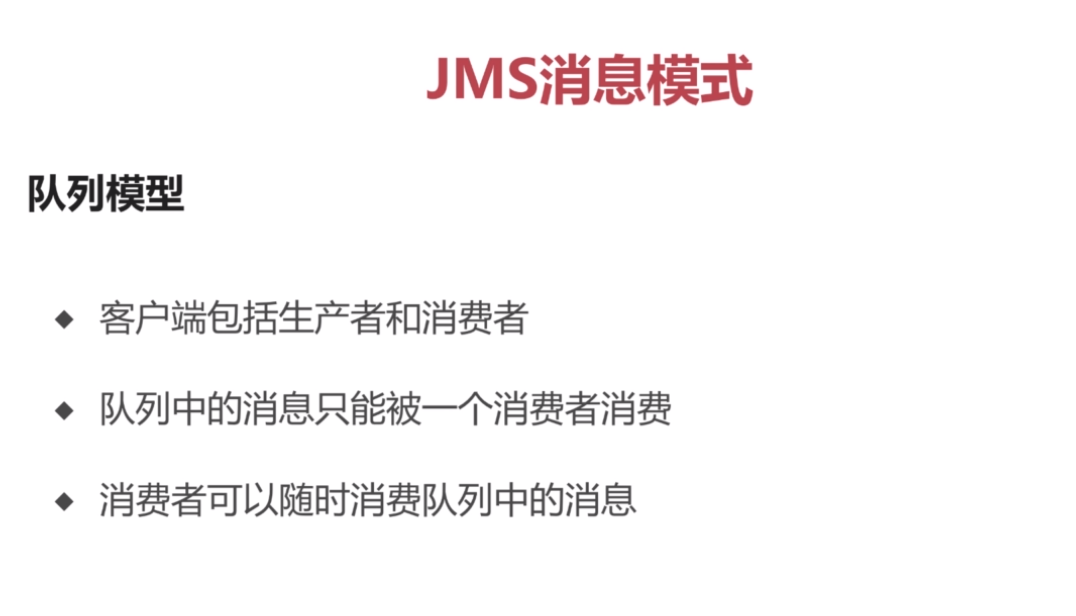 JMS消息模式
队列模型
◆ 客户端包括生产者和消费者
◆ 队列中的消息只能被一个消费者消费
◆ 消费者可以随时消费队列中的消息